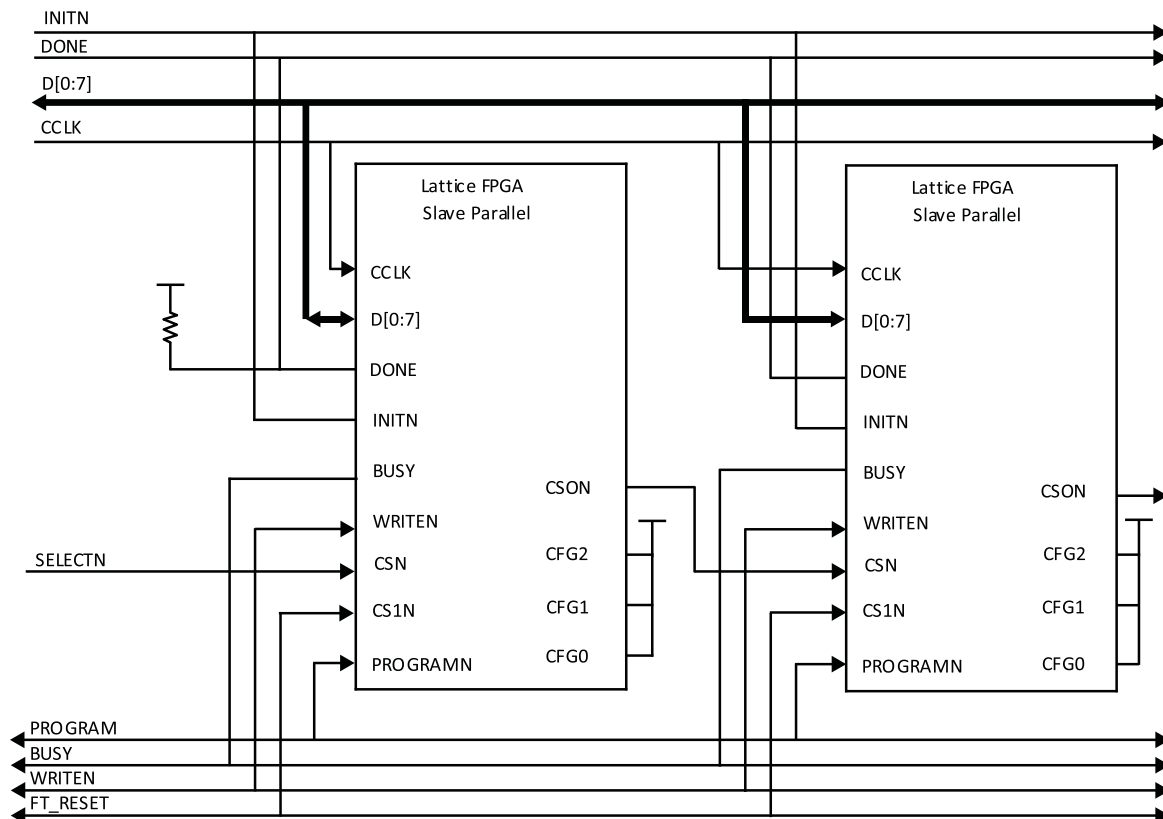 INITN
DONE
D[0:7]
CCLK
Lattice FPGA
Slave Parallel
CCLK
D[0:7]
DONE
INITN
BUSY
WRITEN
CSN
CS1N
PROGRAMN
CSON
CFG2
CFG1
CFG0
Lattice FPGA
Slave Parallel
CCLK
D[0:7]
DONE
INITN
BUSY
WRITEN
CSN
CS1N
PROGRAMN
CSON
CFG2
CFG1
CFG0
SELECTN
PROGRAM
BUSY
WRITEN
FT_RESET